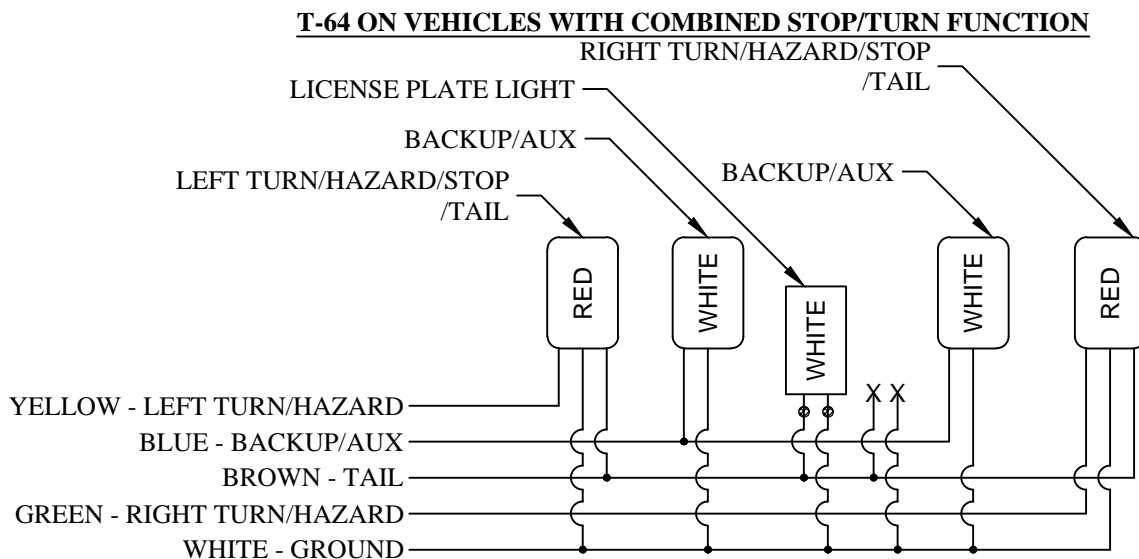 T-64 ON VEHICLES WITH COMBINED STOP/TURN FUNCTION
RIGHT TURN/HAZARD/STOP
/TAIL
LICENSE PLATE LIGHT
BACKUP/AUX
BACKUP/AUX
LEFT TURN/HAZARD/STOP
/TAIL
RED
WHITE
WHITE
WHITE
RED
X X
YELLOW - LEFT TURN/HAZARD
BLUE - BACKUP/AUX
BROWN - TAIL
GREEN - RIGHT TURN/HAZARD
WHITE - GROUND